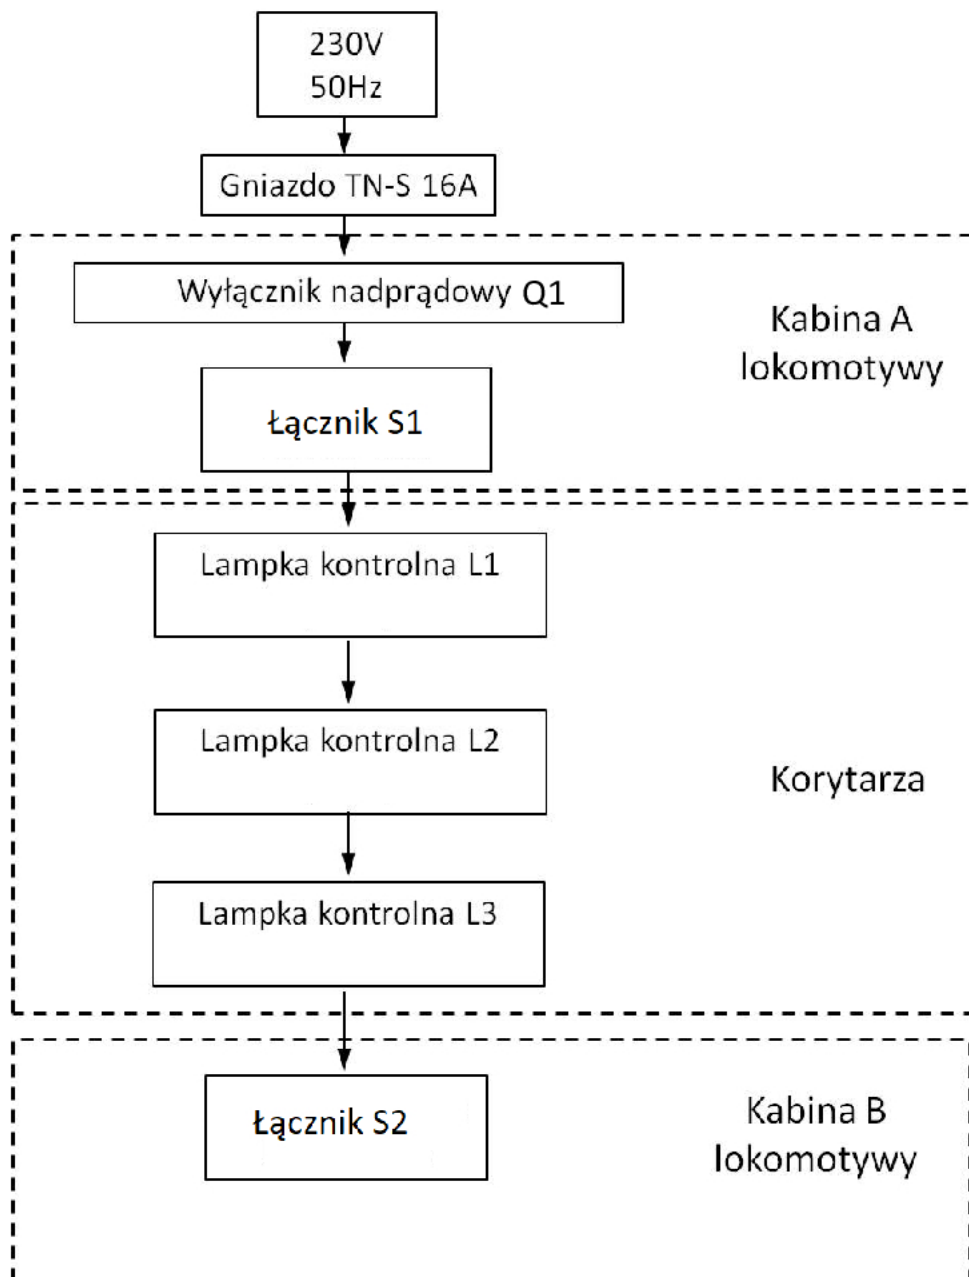 230V
50Hz
Gniazdo TN-S 16A
Wyłącznik nadprądowy Q1
Kabina A
lokomotywy
Łącznik S1
Lampka kontrolna L1
Lampka kontrolna L2
Korytarza
Lampka kontrolna L3
Łącznik S2
Kabina B
lokomotywy